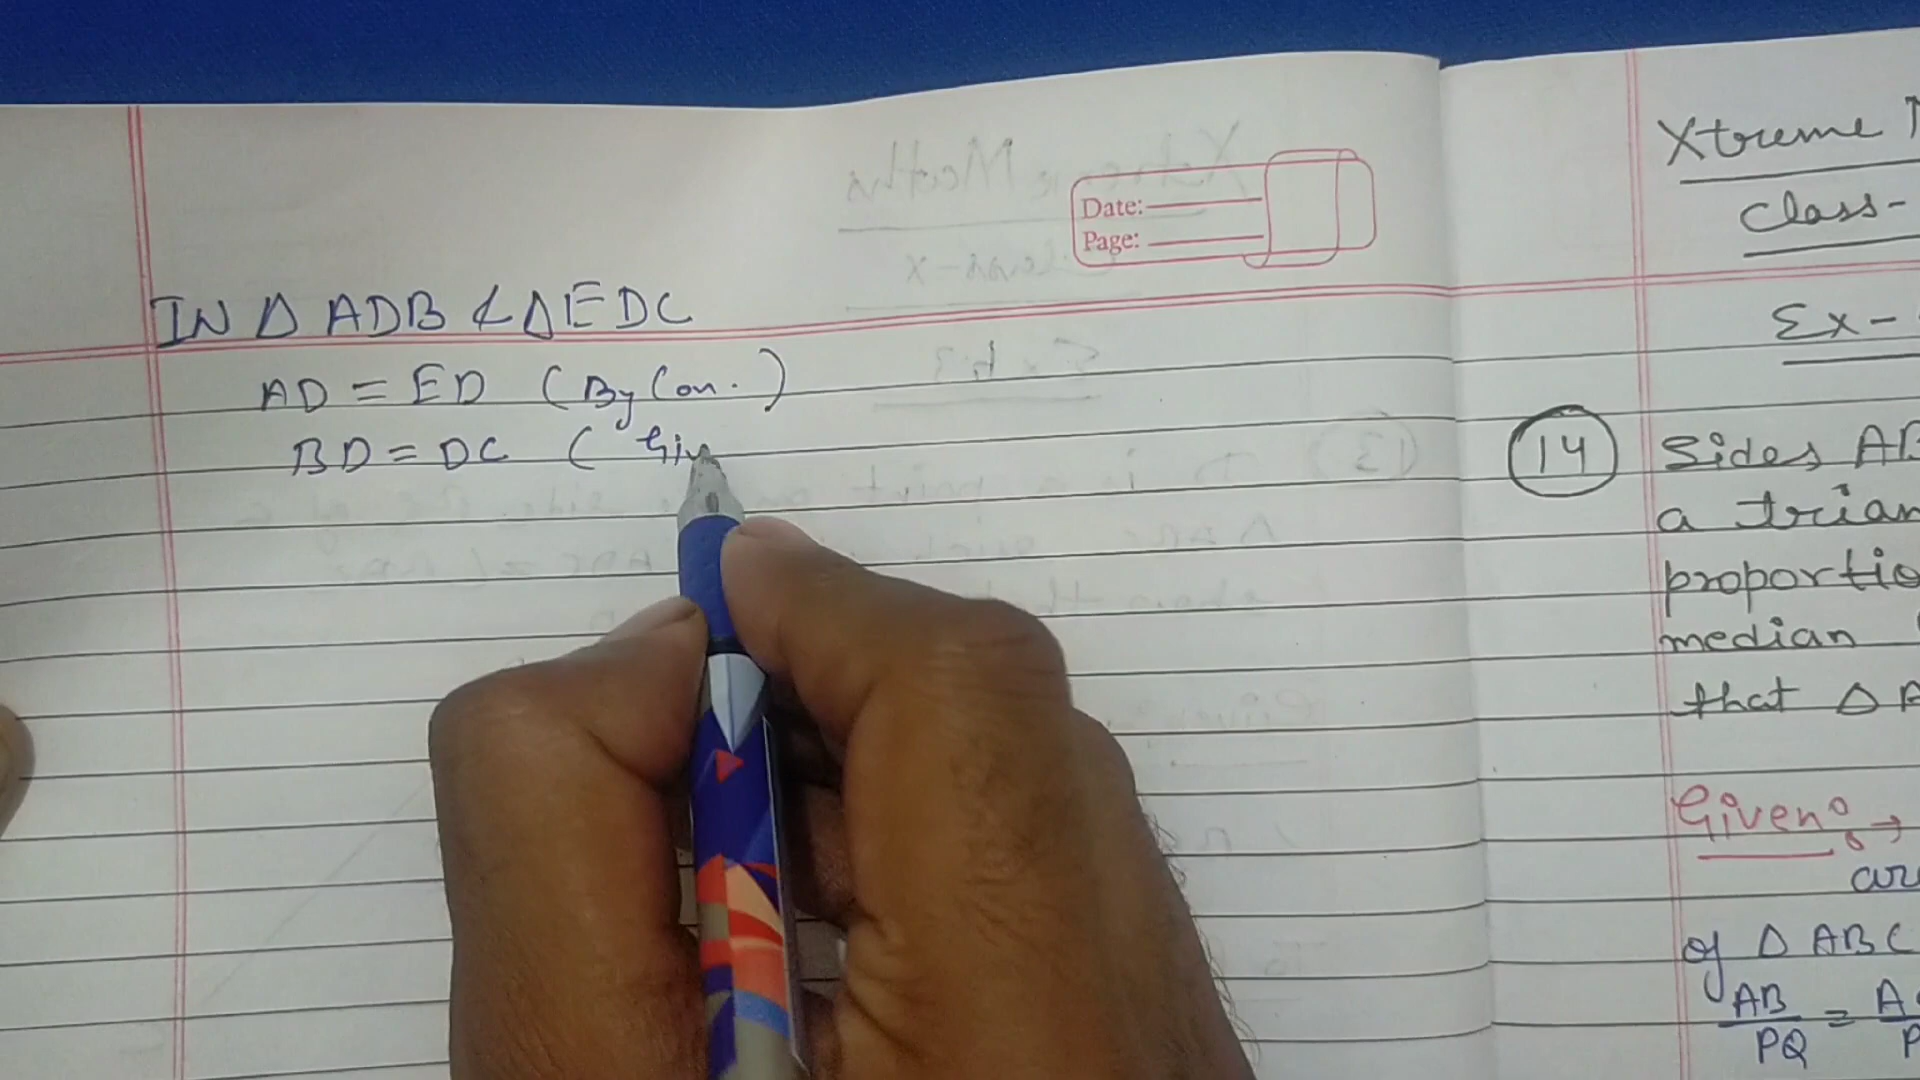 Date:
Page:
IN Δ ADB & Δ EDC
AD = ED (By Con.)
BD = DC ( Giv
Xtreme
Class-
Ex-
14 Sides AB
a trian
proportio
median
that Δ A
Given:→
are
of Δ ABC
AB/PQ = A